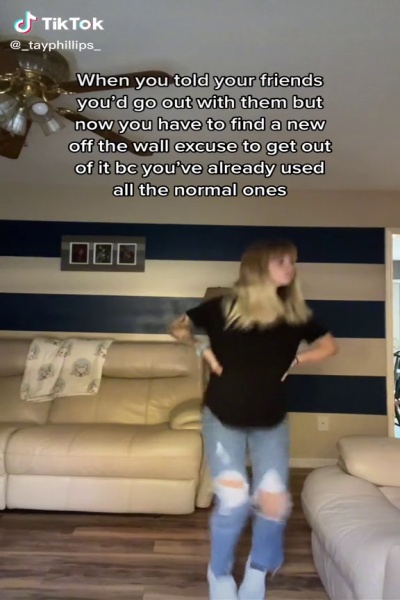 TikTok
@_tayphillips_
When you told your friends
you'd go out with them but
now you have to find a new
off the wall excuse to get out
of it bc you've already used
all the normal ones